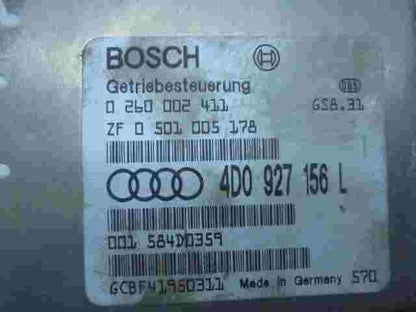 BOSCH
Getriebesteuerung
0 260 002 411 GS8.31
ZF 0 501 005 178
4D0 927 156 L
001 584D0359
GCBF41950311 Made in Germany 570